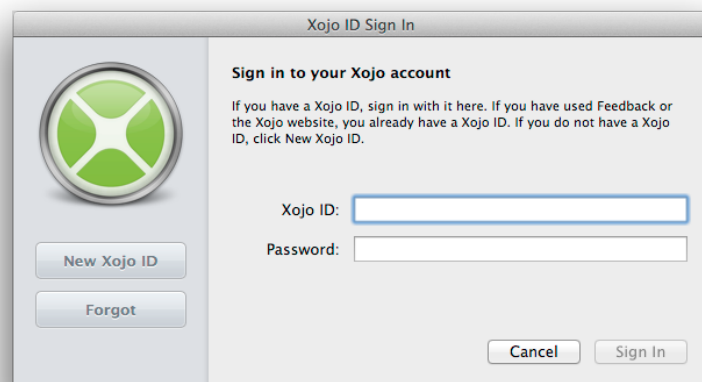 Xojo ID Sign In
Sign in to your Xojo account
If you have a Xojo ID, sign in with it here. If you have used Feedback or
the Xojo website, you already have a Xojo ID. If you do not have a Xojo
ID, click New Xojo ID.
Xojo ID:
Password:
New Xojo ID
Forgot
Cancel
Sign In